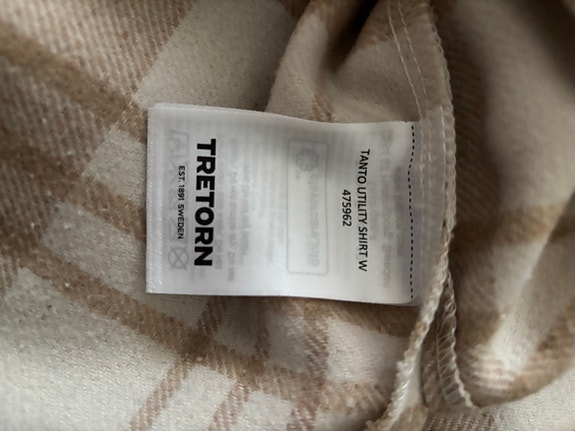 TANTO UTILITY SHIRT W
475962
TRETORN
EST. 1891 SWEDEN